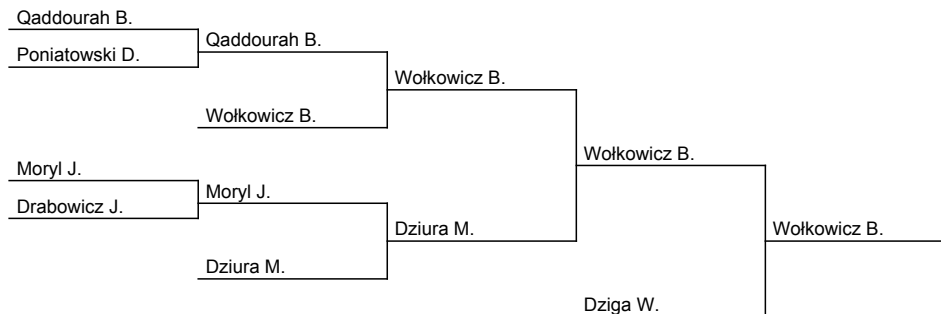 Qaddourah B.
Poniatowski D.
Qaddourah B.
Wołkowicz B.
Wołkowicz B.
Moryl J.
Drabowicz J.
Moryl J.
Dziura M.
Dziura M.
Wołkowicz B.
Dziga W.
Wołkowicz B.